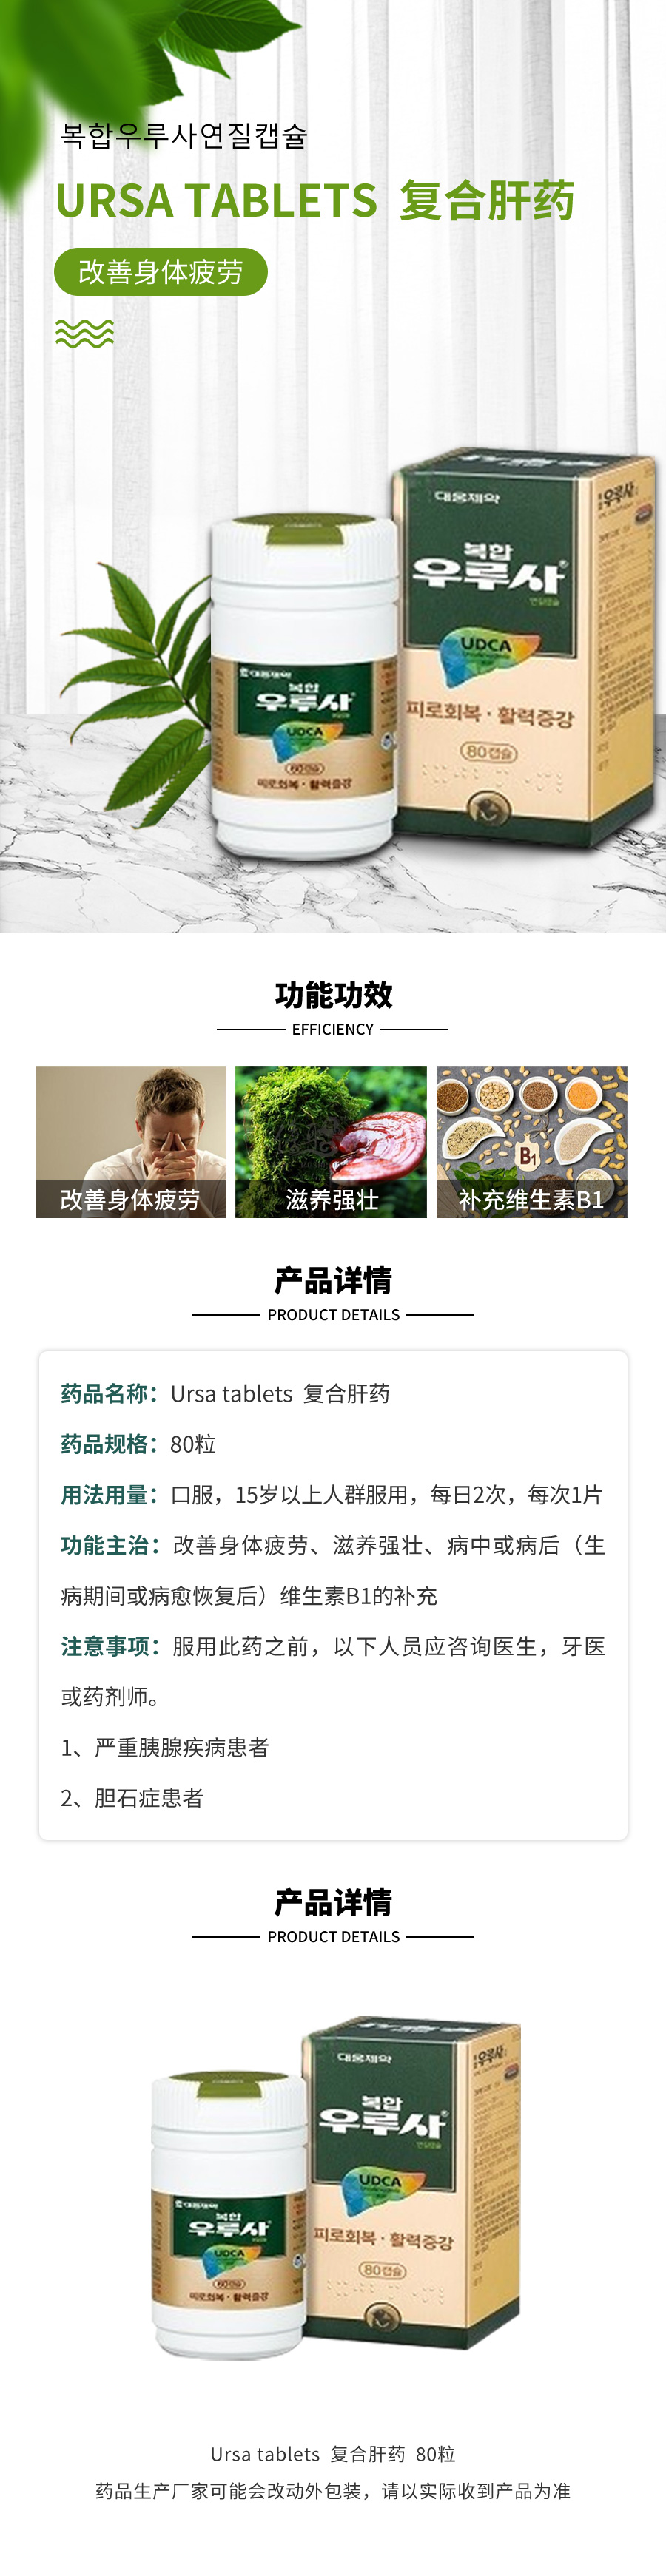 복합우루사연질캡슐
URSA TABLETS 复合肝药
改善身体疲劳
대웅제약
복합
우루사®
연질캡슐
UDCA
피로회복·활력증강
80캡슐
우루사
대웅제약
복합
우루사
UDCA
60캡슐
피로회복·활력증강
功能功效
EFFICIENCY
改善身体疲劳
滋养强壮
B1
补充维生素B1
产品详情
PRODUCT DETAILS
药品名称：Ursa tablets 复合肝药
药品规格：80粒
用法用量：口服，15岁以上人群服用，每日2次，每次1片
功能主治：改善身体疲劳、滋养强壮、病中或病后（生
病期间或病愈恢复后）维生素B1的补充
注意事项：服用此药之前，以下人员应咨询医生，牙医
或药剂师。
1、严重胰腺疾病患者
2、胆石症患者
产品详情
PRODUCT DETAILS
대웅제약
복합
우루사®
연질캡슐
UDCA
피로회복·활력증강
80캡슐
우루사
대웅제약
복합
우루사
UDCA
60캡슐
피로회복·활력증강
Ursa tablets 复合肝药 80粒
药品生产厂家可能会改动外包装，请以实际收到产品为准